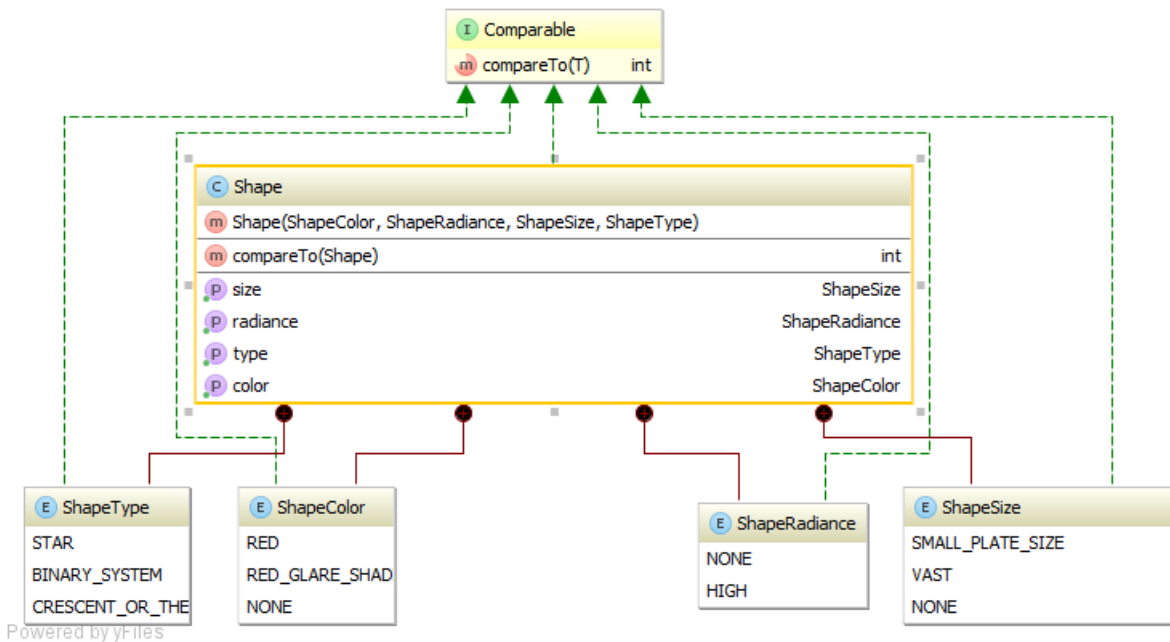 I Comparable
m compareTo(T) int
C Shape
m Shape(ShapeColor, ShapeRadiance, ShapeSize, ShapeType)
m compareTo(Shape) int
P size ShapeSize
P radiance ShapeRadiance
P type ShapeType
P color ShapeColor
E ShapeType
STAR
BINARY_SYSTEM
CRESCENT_OR_THE
E ShapeColor
RED
RED_GLARE_SHAD
NONE
E ShapeRadiance
NONE
HIGH
E ShapeSize
SMALL_PLATE_SIZE
VAST
NONE
Powered by yFiles